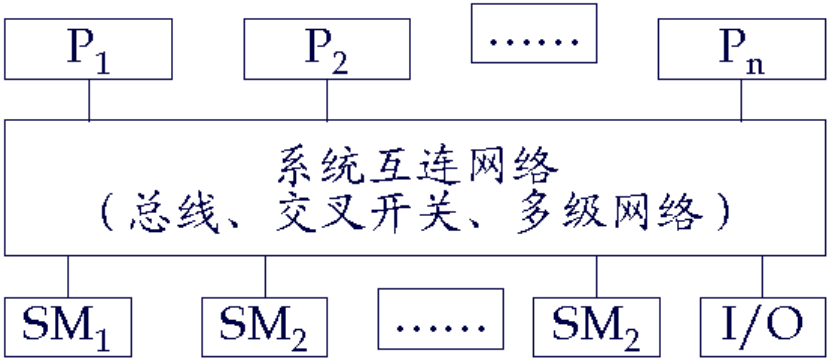 P₁ P₂ …… Pₙ
系统互连网络
（总线、交叉开关、多级网络）
SM₁ SM₂ …… SM₂ I/O